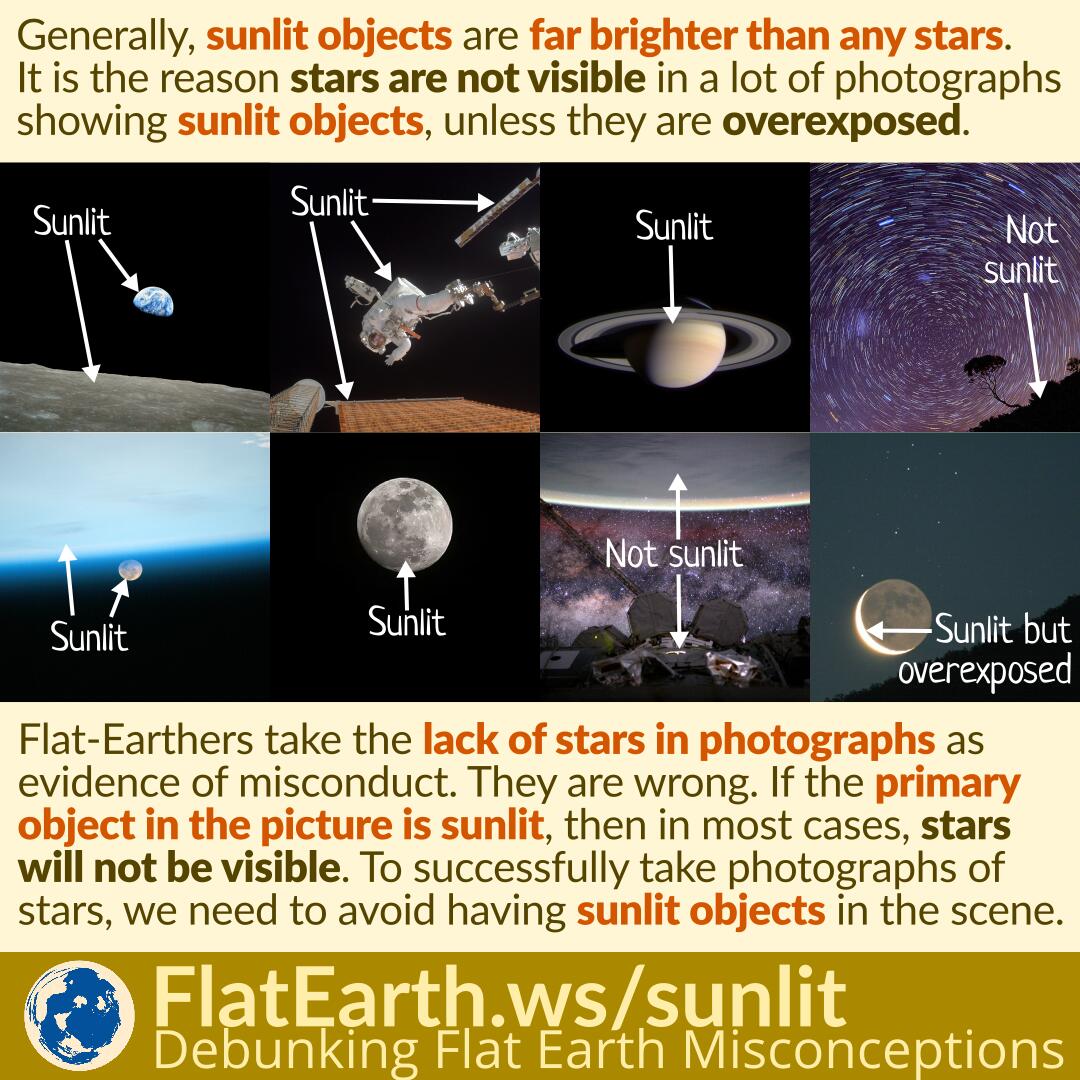 Generally, sunlit objects are far brighter than any stars.
It is the reason stars are not visible in a lot of photographs
showing sunlit objects, unless they are overexposed.
Sunlit
Sunlit
Sunlit
Not
sunlit
Sunlit
Sunlit
Not sunlit
Sunlit but
overexposed
Flat-Earthers take the lack of stars in photographs as
evidence of misconduct. They are wrong. If the primary
object in the picture is sunlit, then in most cases, stars
will not be visible. To successfully take photographs of
stars, we need to avoid having sunlit objects in the scene.
FlatEarth.ws/sunlit
Debunking Flat Earth Misconceptions